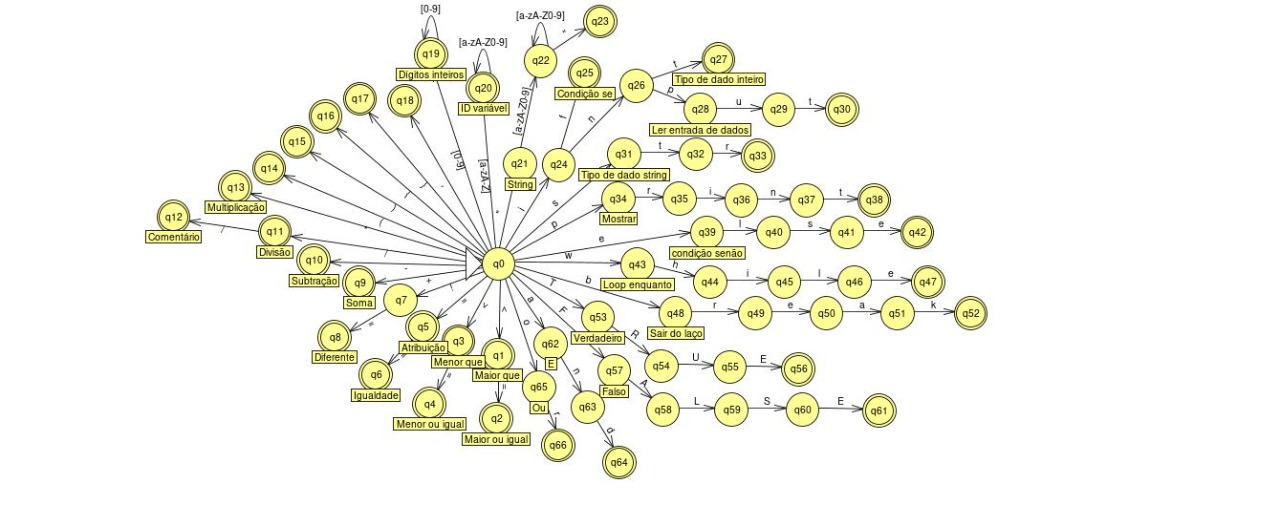 [0-9]
[a-zA-Z0-9]
[a-zA-Z0-9]
q23
q19
Dígitos inteiros
q20
ID variável
q22
q25
Condição se
q26
t
q27
Tipo de dado inteiro
p
q28
Ler entrada de dados
u
q29
t
q30
q17
q18
q16
q15
q14
q13
Multiplicação
q12
Comentário
/
q11
Divisão
/
q10
Subtração
-
q9
Soma
+
[0-9]
[a-zA-Z]
[a-zA-Z0-9]
q21
String
"
q24
i
f
n
q31
Tipo de dado string
s
t
q32
r
q33
q34
Mostrar
p
r
q35
i
q36
n
q37
t
q38
q39
condição senão
e
l
q40
s
q41
e
q42
q0
w
q43
Loop enquanto
h
q44
i
q45
l
q46
e
q47
b
q48
Sair do laço
r
q49
e
q50
a
q51
k
q52
q7
!
=
q8
Diferente
q5
Atribuição
=
=
q6
Igualdade
q3
Menor que
<
=
q4
Menor ou igual
q1
Maior que
>
=
q2
Maior ou igual
T
q53
Verdadeiro
R
q54
U
q55
E
q56
F
q57
Falso
A
q58
L
q59
S
q60
E
q61
a
q62
E
n
q63
d
q64
o
q65
Ou
r
q66